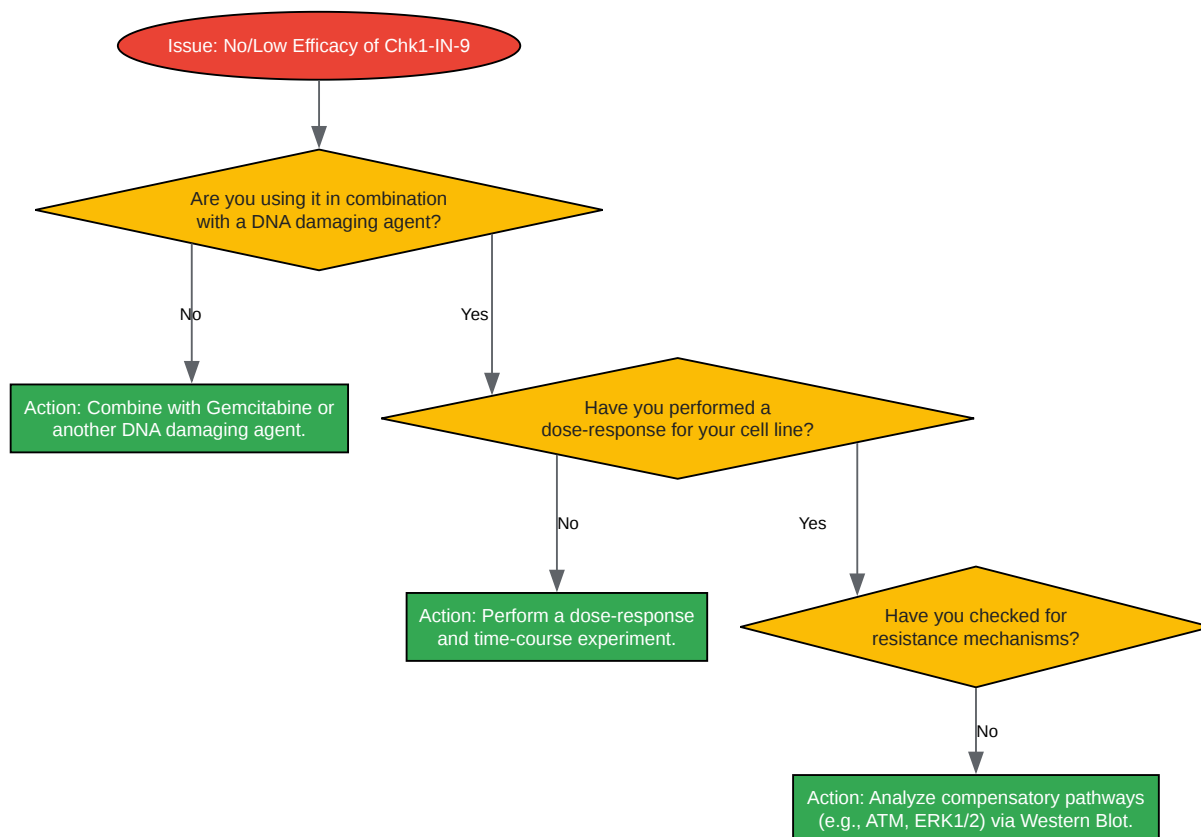 Issue: No/Low Efficacy of Chk1-IN-9
Are you using it in combination
with a DNA damaging agent?
No
Yes
Action: Combine with Gemcitabine or
another DNA damaging agent.
Have you performed a
dose-response for your cell line?
No
Yes
Action: Perform a dose-response
and time-course experiment.
Have you checked for
resistance mechanisms?
No
Action: Analyze compensatory pathways
(e.g., ATM, ERK1/2) via Western Blot.